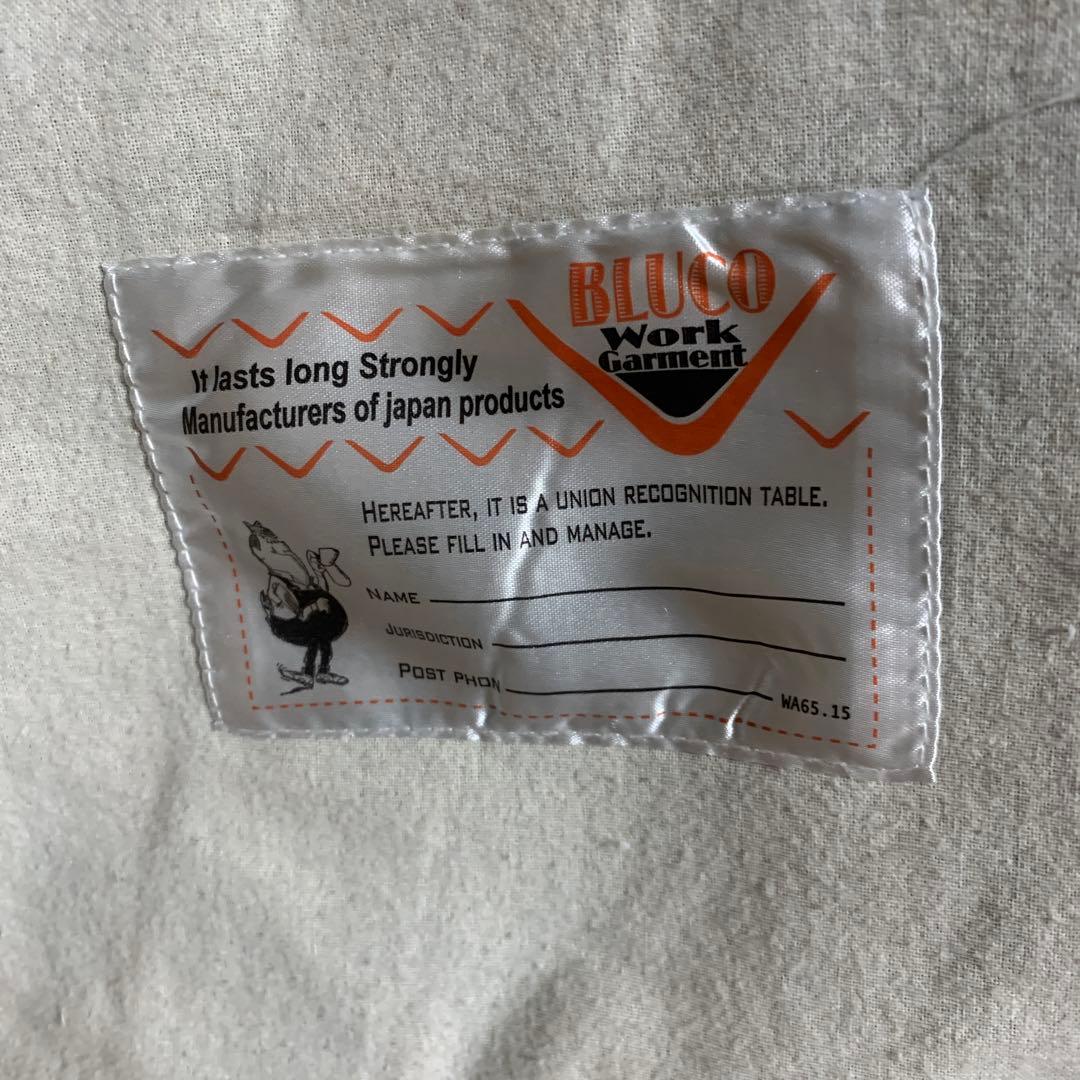 BLUCO
Work
Garment
It lasts long Strongly
Manufacturers of japan products
HEREAFTER, IT IS A UNION RECOGNITION TABLE.
PLEASE FILL IN AND MANAGE.
NAME
JURISDICTION
POST PHON
WA65.15